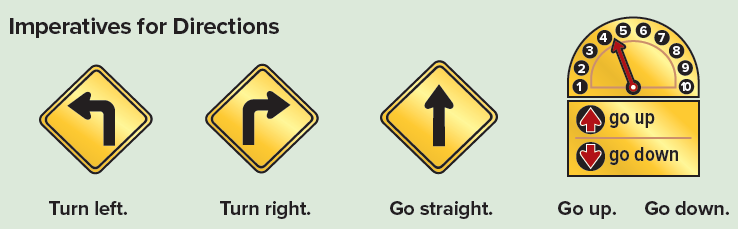 Imperatives for Directions
1 2 3 4 5 6 7 8 9 10
go up
go down
Turn left.
Turn right.
Go straight.
Go up.
Go down.